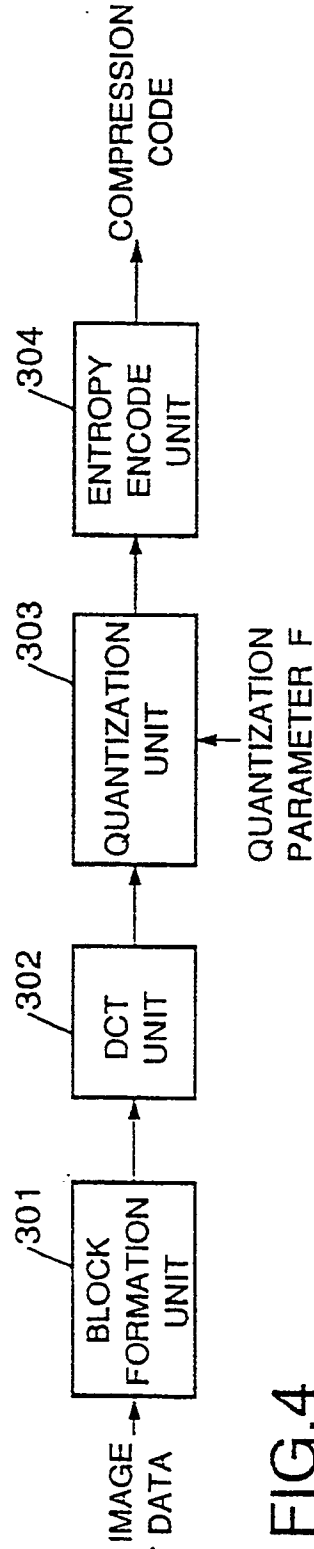 IMAGE
DATA
301
BLOCK
FORMATION
UNIT
302
DCT
UNIT
303
QUANTIZATION
UNIT
QUANTIZATION
PARAMETER F
304
ENTROPY
ENCODE
UNIT
COMPRESSION
CODE
FIG.4